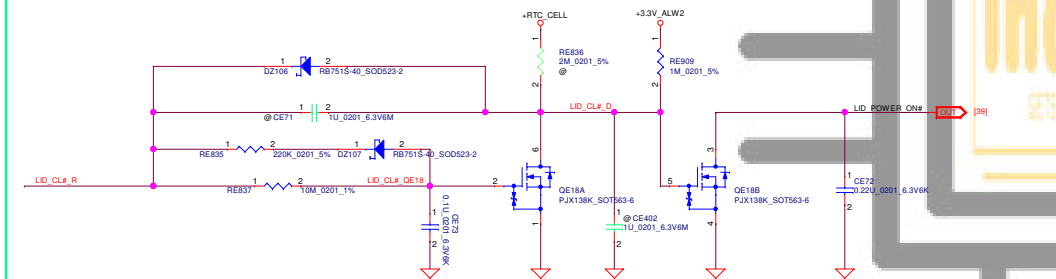 +RTC_CELL
+3.3V_ALW2
1
RE836
2M_0201_5%
@
2
1
RE909
1M_0201_5%
2
1
2
DZ106
RB751S-40_SOD523-2
LID_CL#_D
@ CE71
1
2
1U_0201_6.3V6M
LID_POWER_ON#
OUT
[39]
RE835
1
2
220K_0201_5%
DZ107
1
2
RB751S-40_SOD523-2
LID_CL#_R
RE837
1
2
10M_0201_1%
LID_CL#_QE18
2
6
1
QE18A
PJX138K_SOT563-6
5
3
4
QE18B
PJX138K_SOT563-6
1
2
CE73
0.1U_0201_6.3V6K
@ CE402
1
2
1U_0201_6.3V6M
CE72
1
2
0.22U_0201_6.3V6K